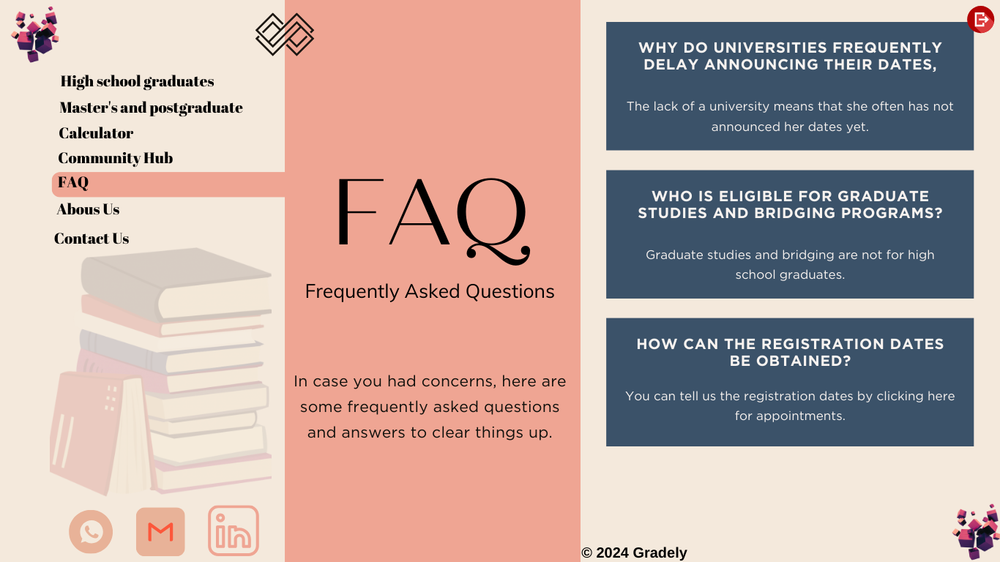 High school graduates
Master's and postgraduate
Calculator
Community Hub
FAQ
Abous Us
Contact Us
FAQ
Frequently Asked Questions
In case you had concerns, here are
some frequently asked questions
and answers to clear things up.
WHY DO UNIVERSITIES FREQUENTLY
DELAY ANNOUNCING THEIR DATES,
The lack of a university means that she often has not
announced her dates yet.
WHO IS ELIGIBLE FOR GRADUATE
STUDIES AND BRIDGING PROGRAMS?
Graduate studies and bridging are not for high
school graduates.
HOW CAN THE REGISTRATION DATES
BE OBTAINED?
You can tell us the registration dates by clicking here
for appointments.
in
© 2024 Gradely